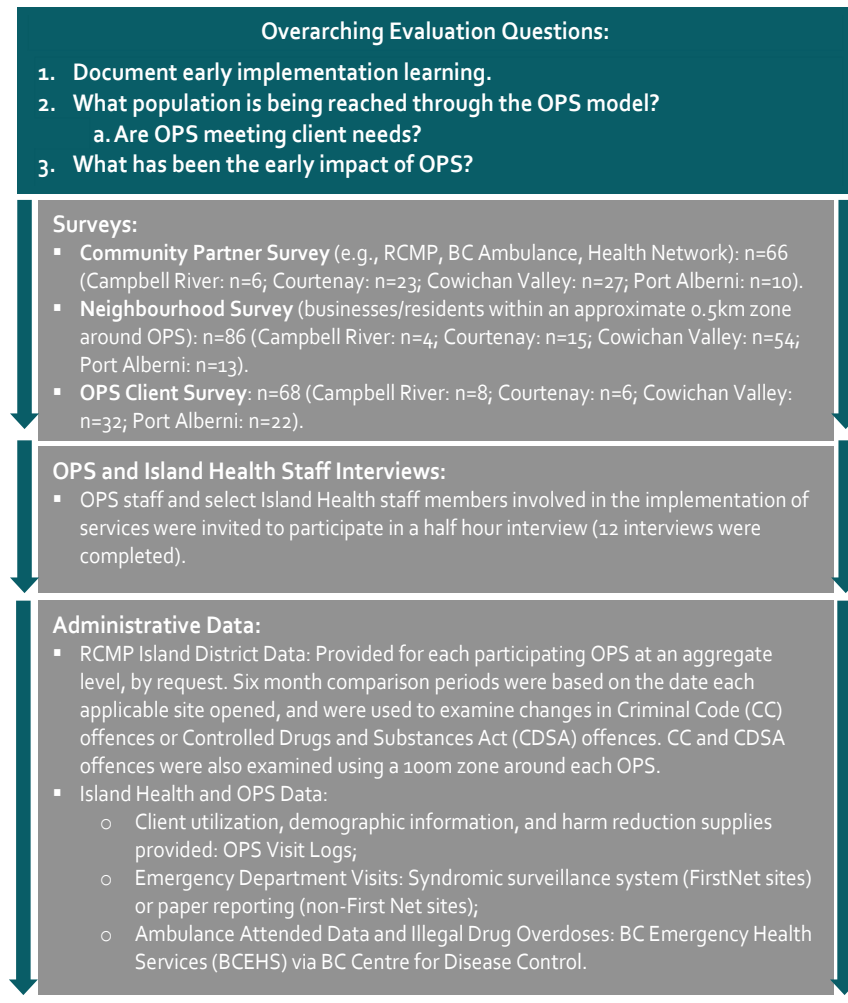 Overarching Evaluation Questions:
1. Document early implementation learning.
2. What population is being reached through the OPS model?
a. Are OPS meeting client needs?
3. What has been the early impact of OPS?
Surveys:
▪ Community Partner Survey (e.g., RCMP, BC Ambulance, Health Network): n=66
(Campbell River: n=6; Courtenay: n=23; Cowichan Valley: n=27; Port Alberni: n=10).
▪ Neighbourhood Survey (businesses/residents within an approximate 0.5km zone
around OPS): n=86 (Campbell River: n=4; Courtenay: n=15; Cowichan Valley: n=54;
Port Alberni: n=13).
▪ OPS Client Survey: n=68 (Campbell River: n=8; Courtenay: n=6; Cowichan Valley:
n=32; Port Alberni: n=22).
OPS and Island Health Staff Interviews:
▪ OPS staff and select Island Health staff members involved in the implementation of
services were invited to participate in a half hour interview (12 interviews were
completed).
Administrative Data:
▪ RCMP Island District Data: Provided for each participating OPS at an aggregate
level, by request. Six month comparison periods were based on the date each
applicable site opened, and were used to examine changes in Criminal Code (CC)
offences or Controlled Drugs and Substances Act (CDSA) offences. CC and CDSA
offences were also examined using a 100m zone around each OPS.
▪ Island Health and OPS Data:
o Client utilization, demographic information, and harm reduction supplies
provided: OPS Visit Logs;
o Emergency Department Visits: Syndromic surveillance system (FirstNet sites)
or paper reporting (non-First Net sites);
o Ambulance Attended Data and Illegal Drug Overdoses: BC Emergency Health
Services (BCEHS) via BC Centre for Disease Control.